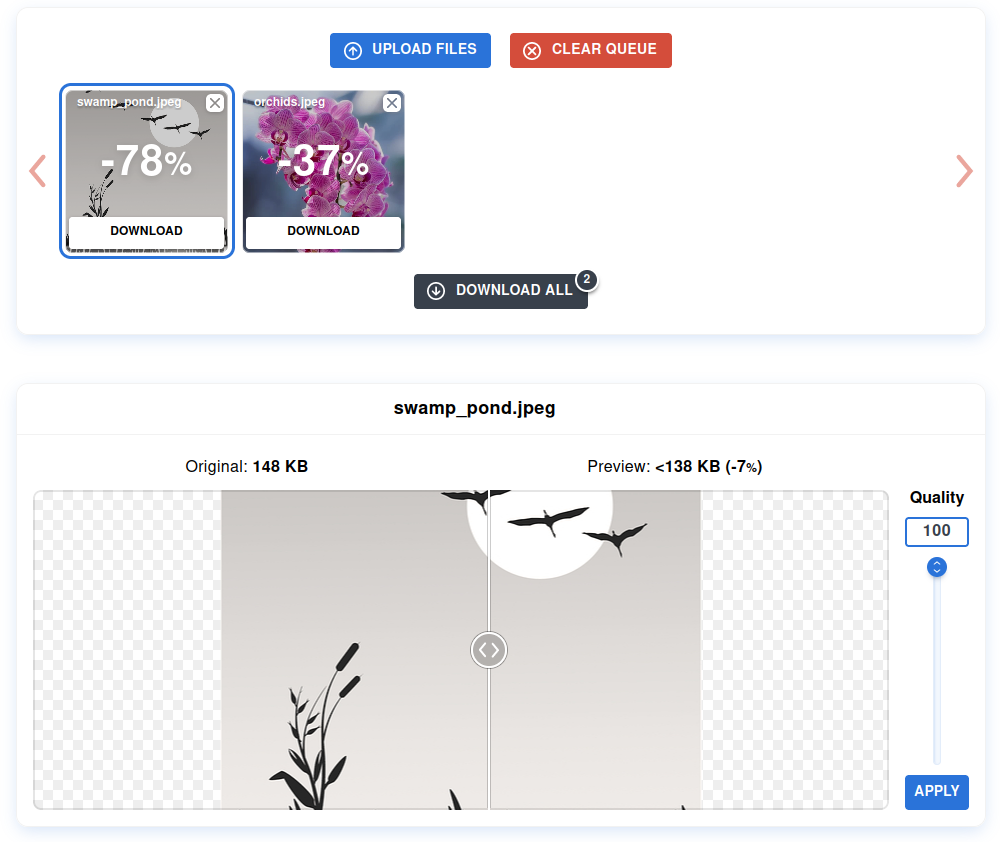 UPLOAD FILES
CLEAR QUEUE
swamp_pond.jpeg
orchids.jpeg
-78%
-37%
DOWNLOAD
DOWNLOAD
DOWNLOAD ALL
2
swamp_pond.jpeg
Original: 148 KB
Preview: <138 KB (-7%)
Quality
100
APPLY